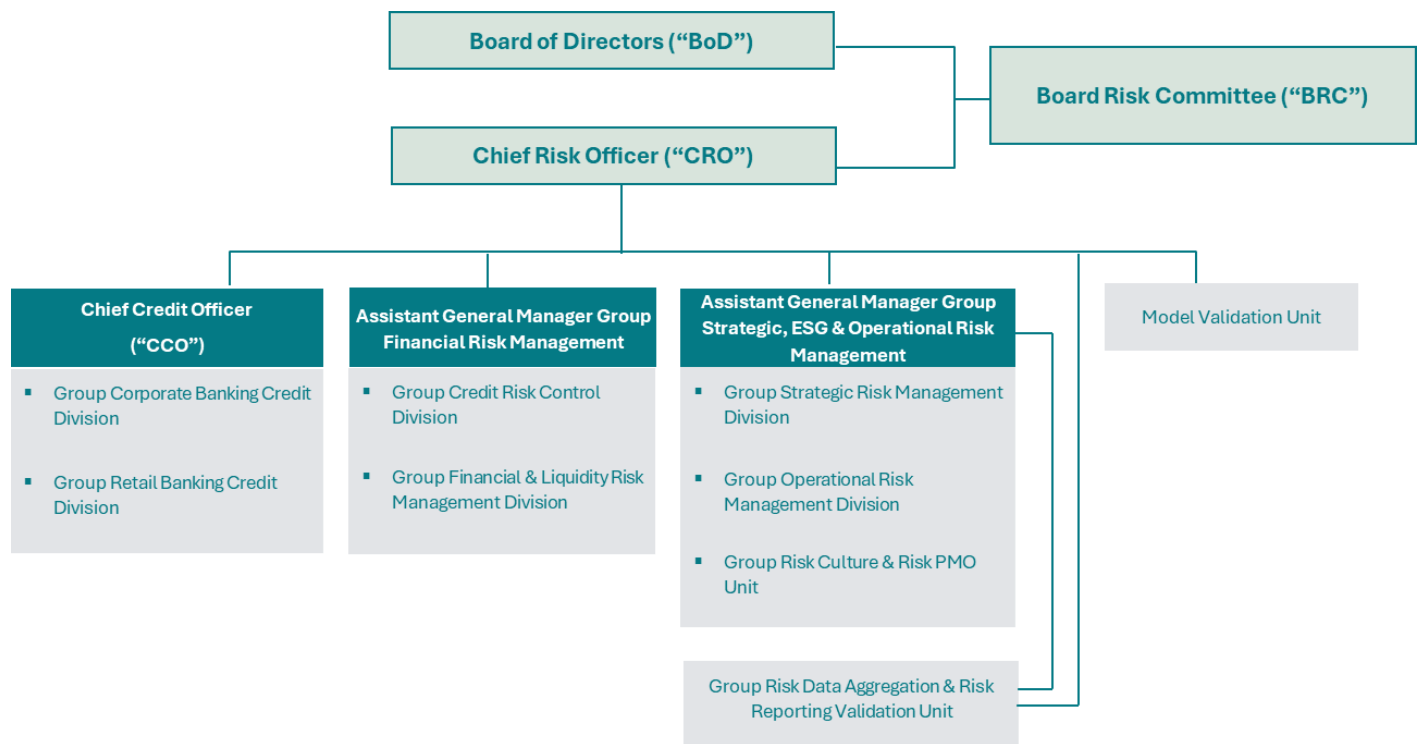 Board of Directors (“BoD”)
Board Risk Committee (“BRC”)
Chief Risk Officer (“CRO”)
Chief Credit Officer
(“CCO”)
▪ Group Corporate Banking Credit
Division
▪ Group Retail Banking Credit
Division
Assistant General Manager Group
Financial Risk Management
▪ Group Credit Risk Control
Division
▪ Group Financial & Liquidity Risk
Management Division
Assistant General Manager Group
Strategic, ESG & Operational Risk
Management
▪ Group Strategic Risk Management
Division
▪ Group Operational Risk
Management Division
▪ Group Risk Culture & Risk PMO
Unit
Group Risk Data Aggregation & Risk
Reporting Validation Unit
Model Validation Unit